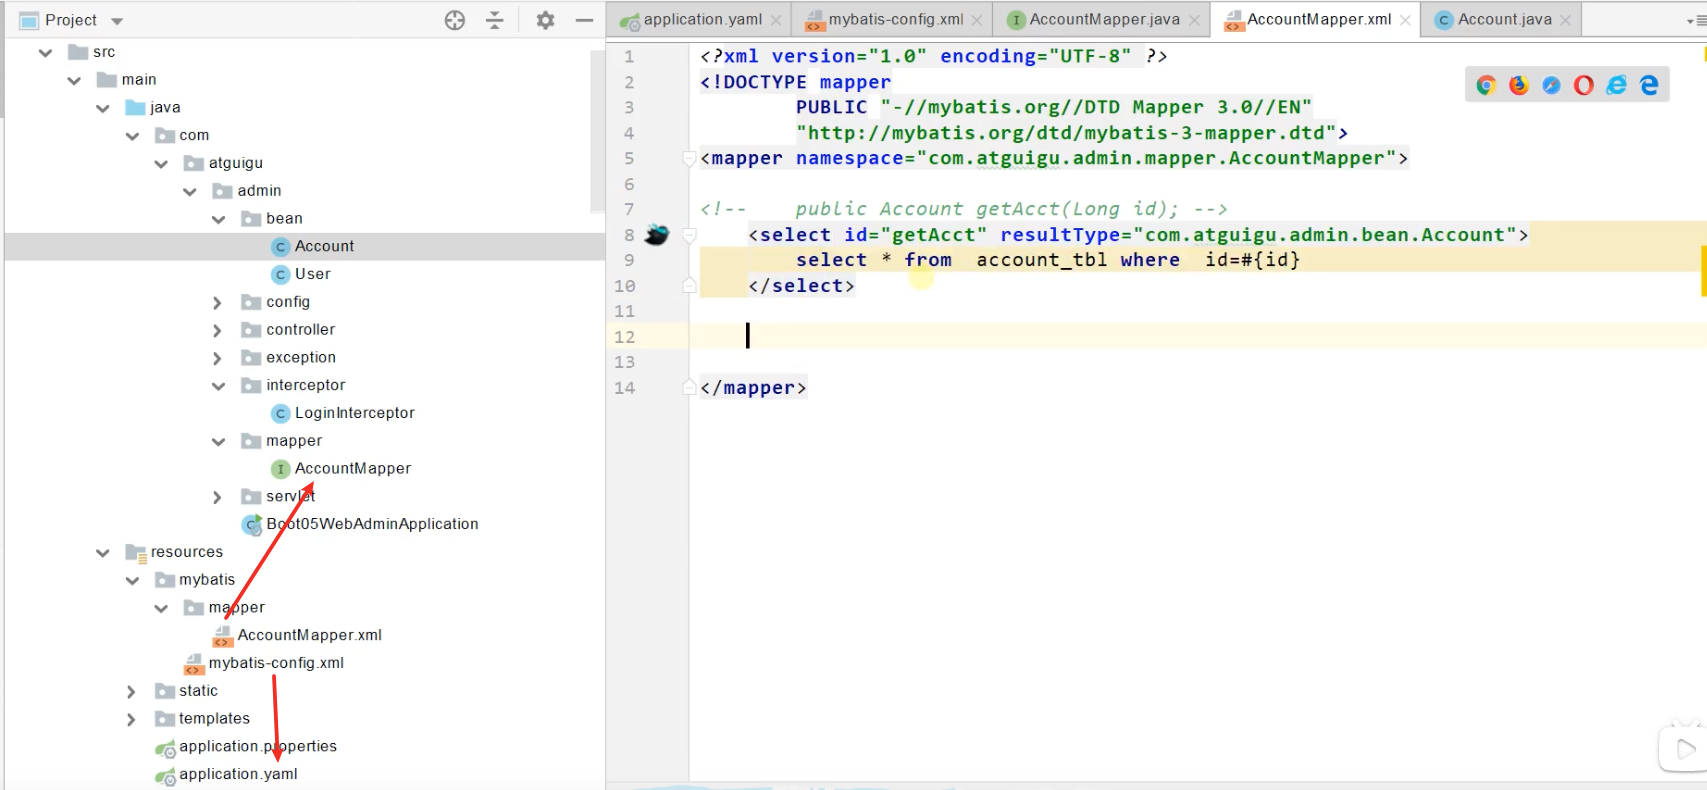 Project
src
main
java
com
atguigu
admin
bean
Account
User
config
controller
exception
interceptor
LoginInterceptor
mapper
AccountMapper
servlet
Boot05WebAdminApplication
resources
mybatis
mapper
AccountMapper.xml
mybatis-config.xml
static
templates
application.properties
application.yaml
application.yaml mybatis-config.xml AccountMapper.java AccountMapper.xml Account.java
1 <?xml version="1.0" encoding="UTF-8" ?>
2 <!DOCTYPE mapper
3 PUBLIC "-//mybatis.org//DTD Mapper 3.0//EN"
4 "http://mybatis.org/dtd/mybatis-3-mapper.dtd">
5 <mapper namespace="com.atguigu.admin.mapper.AccountMapper">
6
7 <!-- public Account getAcct(Long id); -->
8 <select id="getAcct" resultType="com.atguigu.admin.bean.Account">
9 select * from account_tbl where id=#{id}
10 </select>
11
12
13
14 </mapper>